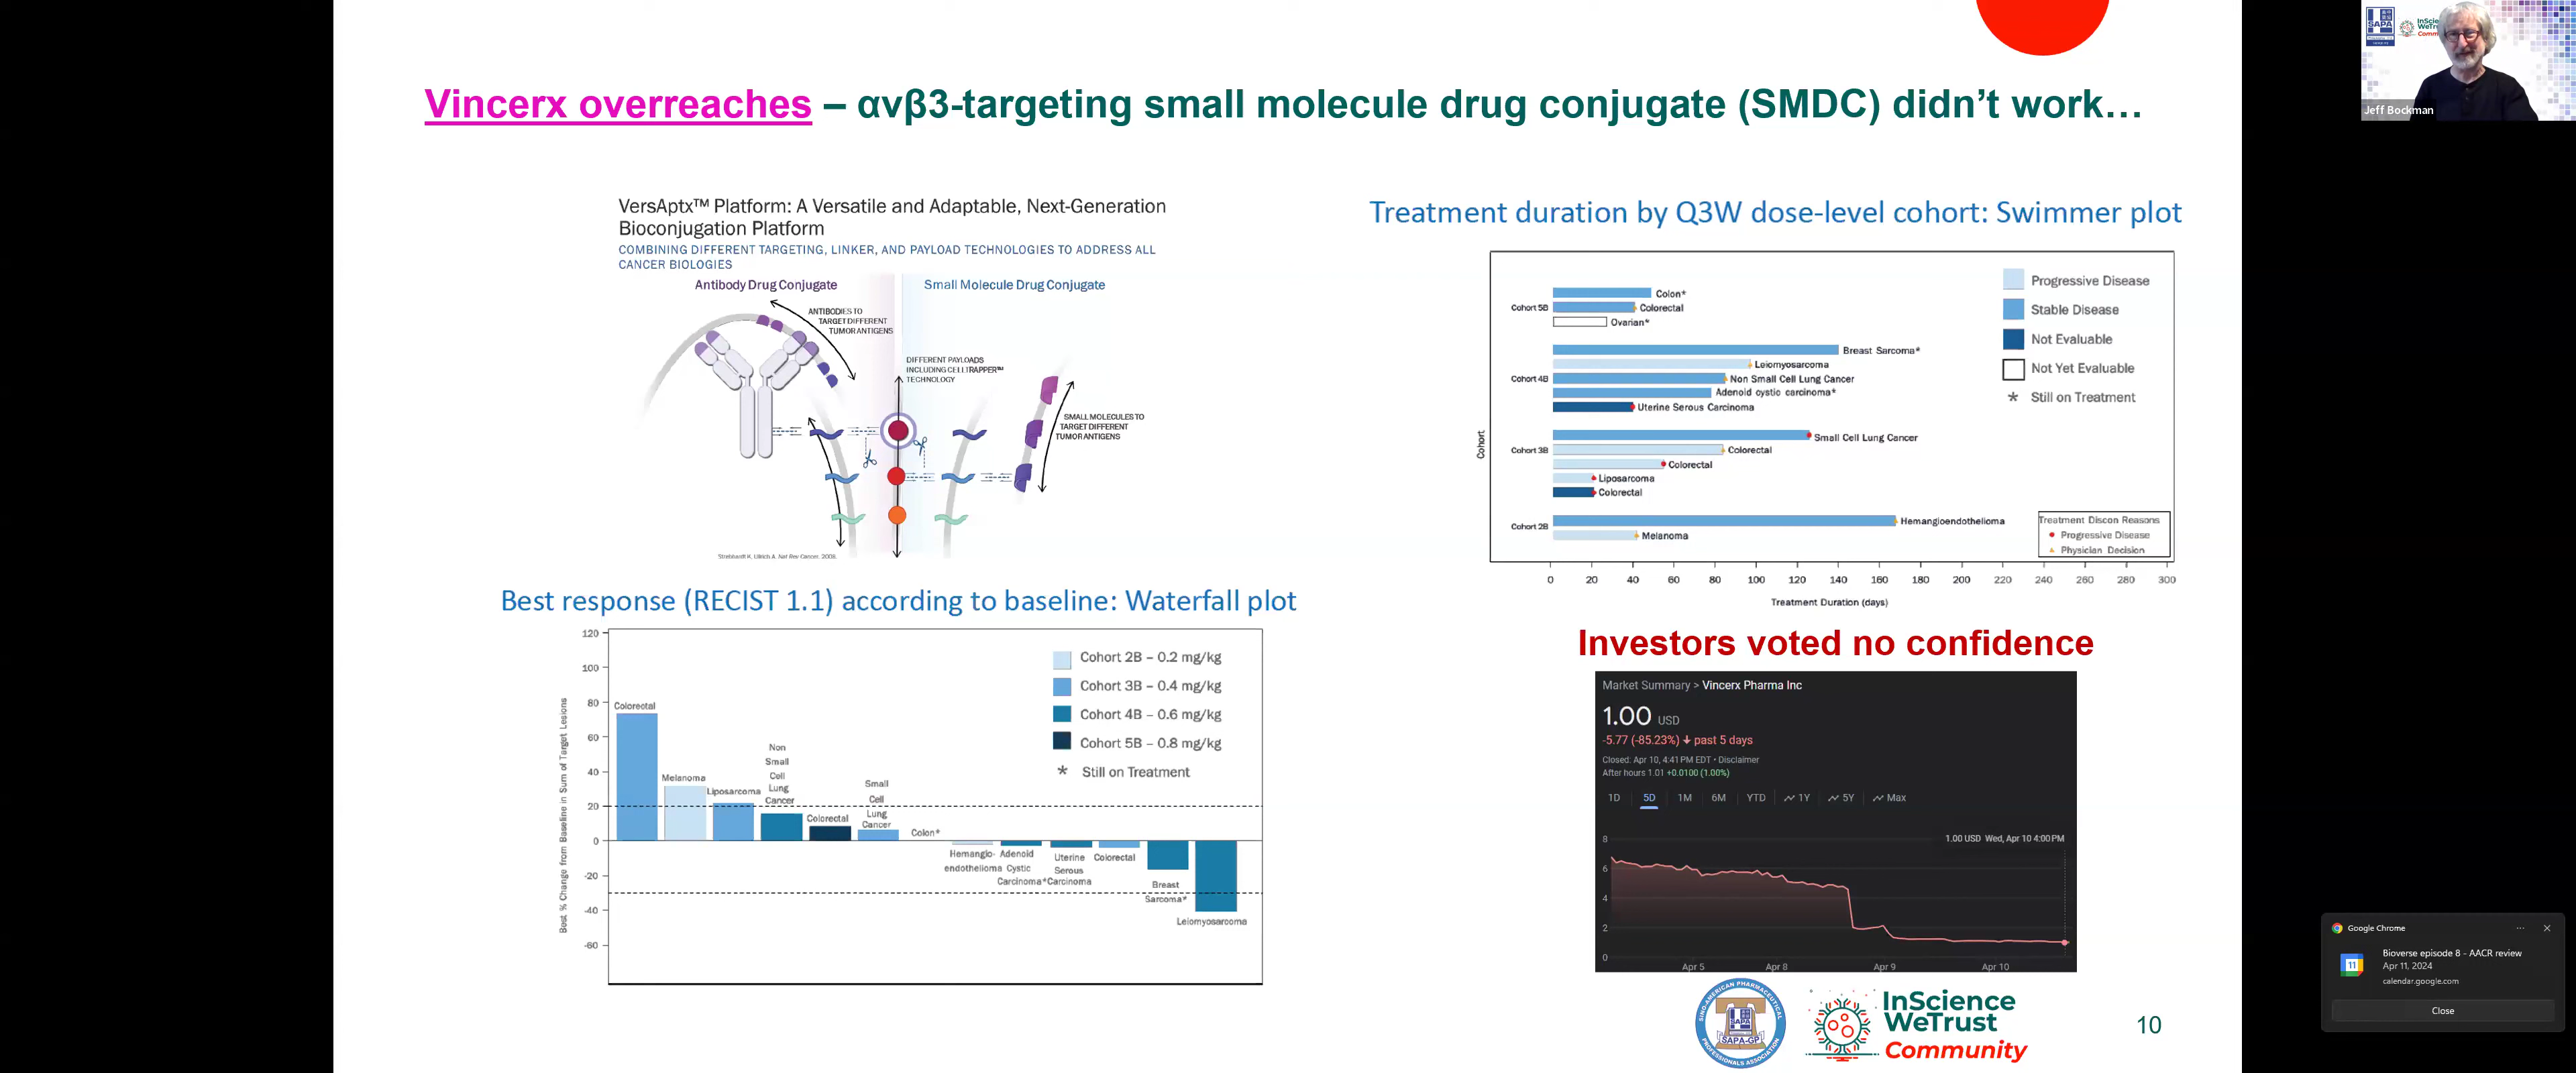 Vincerx overreaches – αvβ3-targeting small molecule drug conjugate (SMDC) didn't work…
VersAptx™ Platform: A Versatile and Adaptable, Next-Generation
Bioconjugation Platform
COMBINING DIFFERENT TARGETING, LINKER, AND PAYLOAD TECHNOLOGIES TO ADDRESS ALL
CANCER BIOLOGIES
Antibody Drug Conjugate
Small Molecule Drug Conjugate
ANTIBODIES TO
TARGET DIFFERENT
TUMOR ANTIGENS
DIFFERENT PAYLOADS
INCLUDING CELLTRAPPER™
TECHNOLOGY
SMALL MOLECULES TO
TARGET DIFFERENT
TUMOR ANTIGENS
Treatment duration by Q3W dose-level cohort: Swimmer plot
Cohort
Cohort 5B
Colon*
Colorectal
Ovarian*
Cohort 4B
Breast Sarcoma*
Leiomyosarcoma
Non Small Cell Lung Cancer
Adenoid cystic carcinoma*
Uterine Serous Carcinoma
Cohort 3B
Small Cell Lung Cancer
Colorectal
Colorectal
Liposarcoma
Colorectal
Cohort 2B
Hemangioendothelioma
Melanoma
Progressive Disease
Stable Disease
Not Evaluable
Not Yet Evaluable
* Still on Treatment
Treatment Discon Reasons
Progressive Disease
Physician Decision
0 20 40 60 80 100 120 140 160 180 200 220 240 260 280 300
Treatment Duration (days)
Best response (RECIST 1.1) according to baseline: Waterfall plot
Best % Change from Baseline in Sum of Target Lesions
120
100
80
60
40
20
0
-20
-40
-60
Colorectal
Melanoma
Liposarcoma
Non
Small
Cell
Lung
Cancer
Colorectal
Small
Cell
Lung
Cancer
Colon*
Hemangio-
endothelioma
Adenoid
Cystic
Carcinoma*
Uterine
Serous
Carcinoma
Colorectal
Breast
Sarcoma*
Leiomyosarcoma
Cohort 2B – 0.2 mg/kg
Cohort 3B – 0.4 mg/kg
Cohort 4B – 0.6 mg/kg
Cohort 5B – 0.8 mg/kg
* Still on Treatment
Investors voted no confidence
Market Summary > Vincerx Pharma Inc
1.00 USD
-5.77 (-85.23%) ↓ past 5 days
Closed: Apr 10, 4:41 PM EDT • Disclaimer
After hours 1.01 +0.0100 (1.00%)
1D 5D 1M 6M YTD 1Y 5Y Max
1.00 USD Wed, Apr 10 4:00 PM
8
6
4
2
0
Apr 5 Apr 8 Apr 9 Apr 10
SINO-AMERICAN PHARMACEUTICAL
PROFESSIONALS ASSOCIATION
SAPA
SAPA-GP
InScience
WeTrust
Community
10
SAPA
Jeff Bockman
Google Chrome
11
Bioverse episode 8 - AACR review
Apr 11, 2024
calendar.google.com
Close